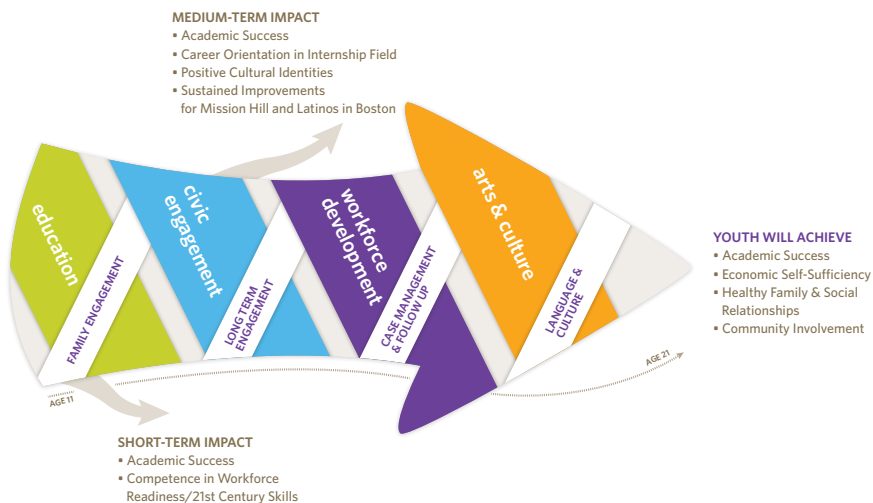 MEDIUM-TERM IMPACT
• Academic Success
• Career Orientation in Internship Field
• Positive Cultural Identities
• Sustained Improvements
for Mission Hill and Latinos in Boston
education
FAMILY ENGAGEMENT
civic
engagement
LONG TERM
ENGAGEMENT
workforce
development
CASE MANAGEMENT
& FOLLOW UP
arts & culture
LANGUAGE &
CULTURE
YOUTH WILL ACHIEVE
• Academic Success
• Economic Self-Sufficiency
• Healthy Family & Social
Relationships
• Community Involvement
AGE 11
AGE 21
SHORT-TERM IMPACT
• Academic Success
• Competence in Workforce
Readiness/21st Century Skills